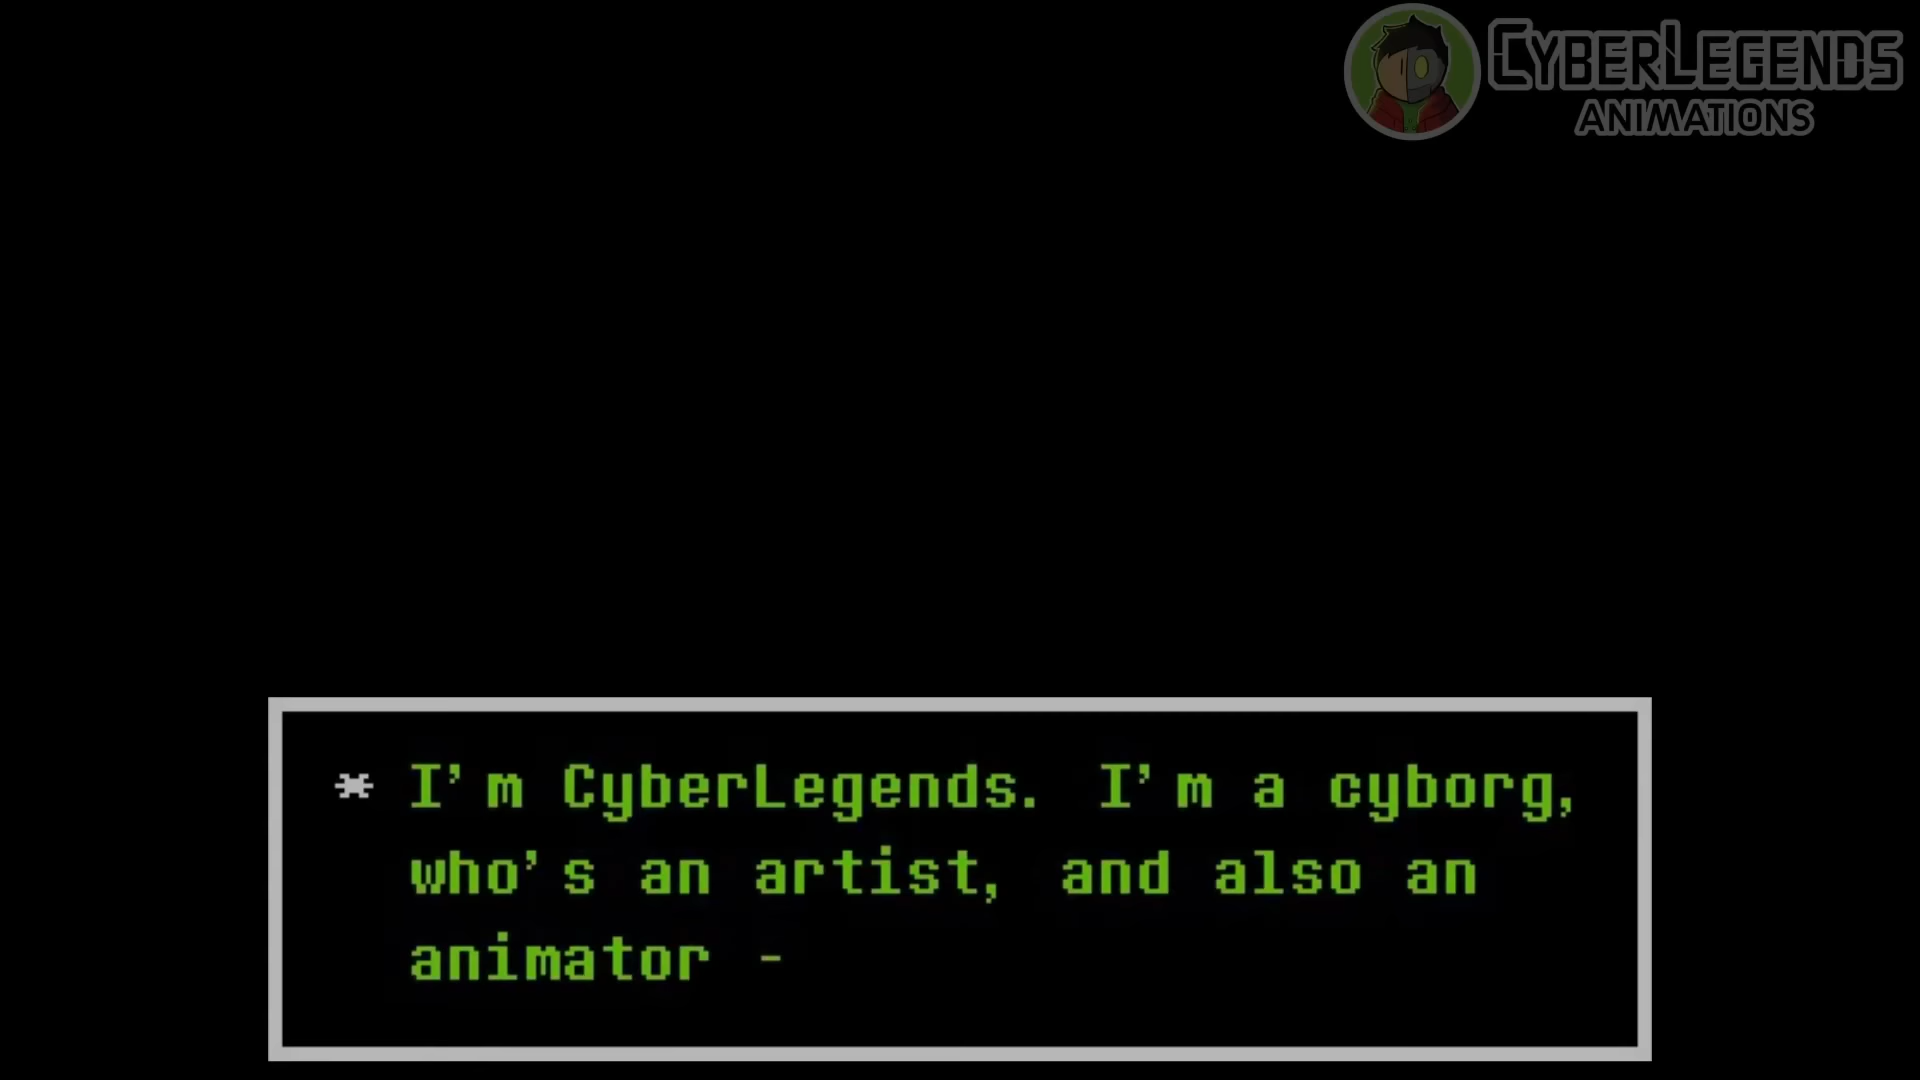 CYBERLEGENDS
ANIMATIONS
* I'm CyberLegends. I'm a cyborg,
who's an artist, and also an
animator -